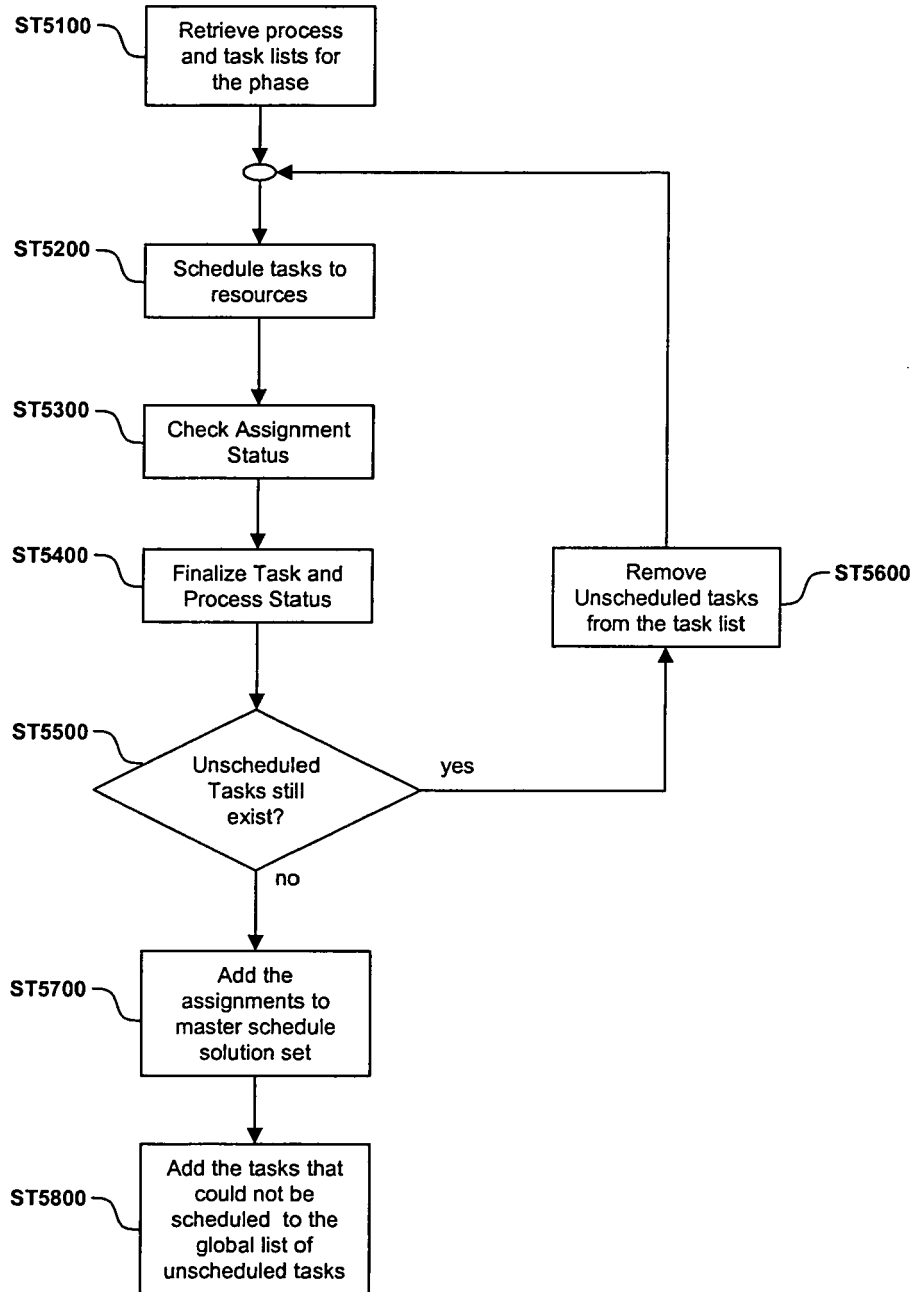 ST5100
Retrieve process
and task lists for
the phase
ST5200
Schedule tasks to
resources
ST5300
Check Assignment
Status
ST5400
Finalize Task and
Process Status
Remove
Unscheduled tasks
from the task list
ST5600
ST5500
Unscheduled
Tasks still
exist?
yes
no
ST5700
Add the
assignments to
master schedule
solution set
ST5800
Add the tasks that
could not be
scheduled to the
global list of
unscheduled tasks